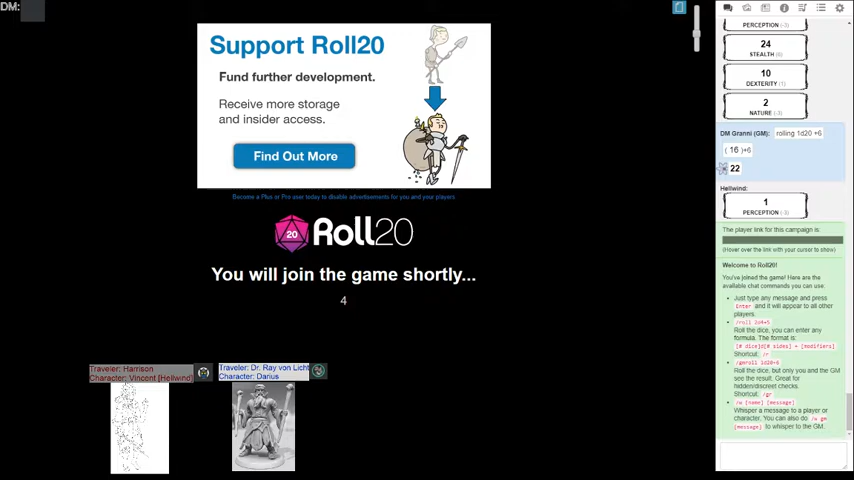 DM:
Support Roll20
Fund further development.
Receive more storage
and insider access.
Find Out More
Become a Plus or Pro user today to disable advertisements for you and your players.
20
Roll20
You will join the game shortly...
4
Traveler: Harrison
Character: Vincent [Hellwind]
Traveler: Dr. Ray von Licht
Character: Darius
PERCEPTION (-3)
24
STEALTH (6)
10
DEXTERITY (1)
2
NATURE (-3)
DM Granni (GM): rolling 1d20 +6
( 16 )+6
= 22
Hellwind:
1
PERCEPTION (-3)
The player link for this campaign is:
(Hover over the link with your cursor to show)
Welcome to Roll20!
You've joined the game! Here are the
available chat commands you can use:
Just type any message and press
Enter and it will appear to all other
players.
/roll 2d4+5
Roll the dice, you can enter any
formula. The format is:
[# dice]d[# sides] + [modifiers]
Shortcut: /r
/gmroll 1d20+6
Roll the dice, but only you and the GM
see the result. Great for
hidden/discreet checks.
Shortcut: /gr
/w [name] [message]
Whisper a message to a player or
character. You can also do /w gm
[message] to whisper to the GM.